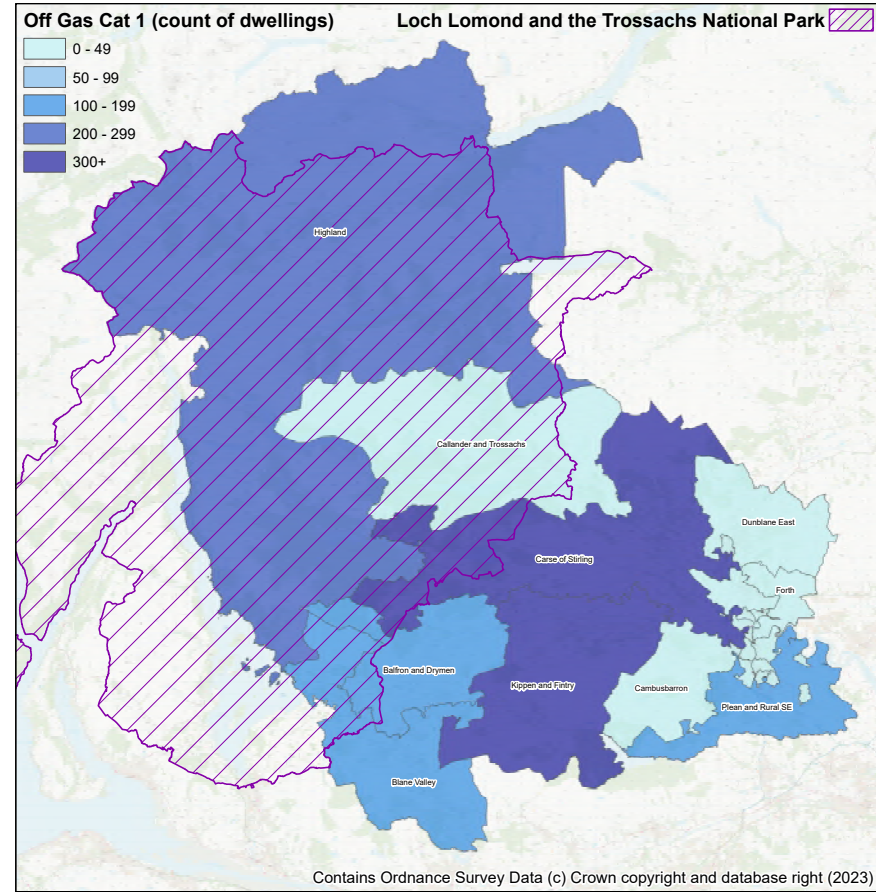 Off Gas Cat 1 (count of dwellings)
Loch Lomond and the Trossachs National Park
0 - 49
50 - 99
100 - 199
200 - 299
300+
Highland
Callander and Trossachs
Dunblane East
Carse of Stirling
Forth
Balfron and Drymen
Kippen and Fintry
Cambusbarron
Plean and Rural SE
Blane Valley
Contains Ordnance Survey Data (c) Crown copyright and database right (2023)